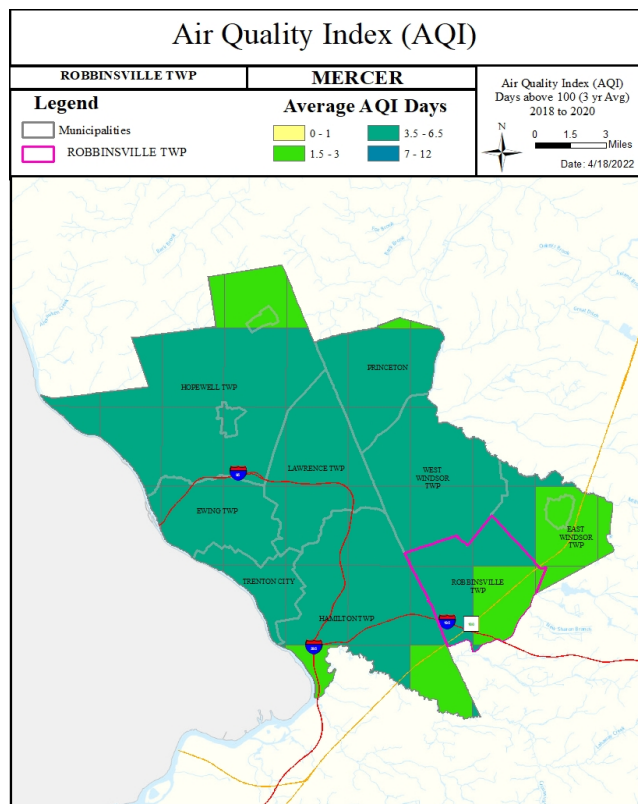 Air Quality Index (AQI)
ROBBINSVILLE TWP
MERCER
Legend
Municipalities
ROBBINSVILLE TWP
Average AQI Days
0 - 1
1.5 - 3
3.5 - 6.5
7 - 12
Air Quality Index (AQI)
Days above 100 (3 yr Avg)
2018 to 2020
N
0 1.5 3
Miles
Date: 4/18/2022
PRINCETON
HOPEWELL TWP
LAWRENCE TWP
WEST
WINDSOR
TWP
EWING TWP
EAST
WINDSOR
TWP
TRENTON CITY
ROBBINSVILLE
TWP
HAMILTON TWP